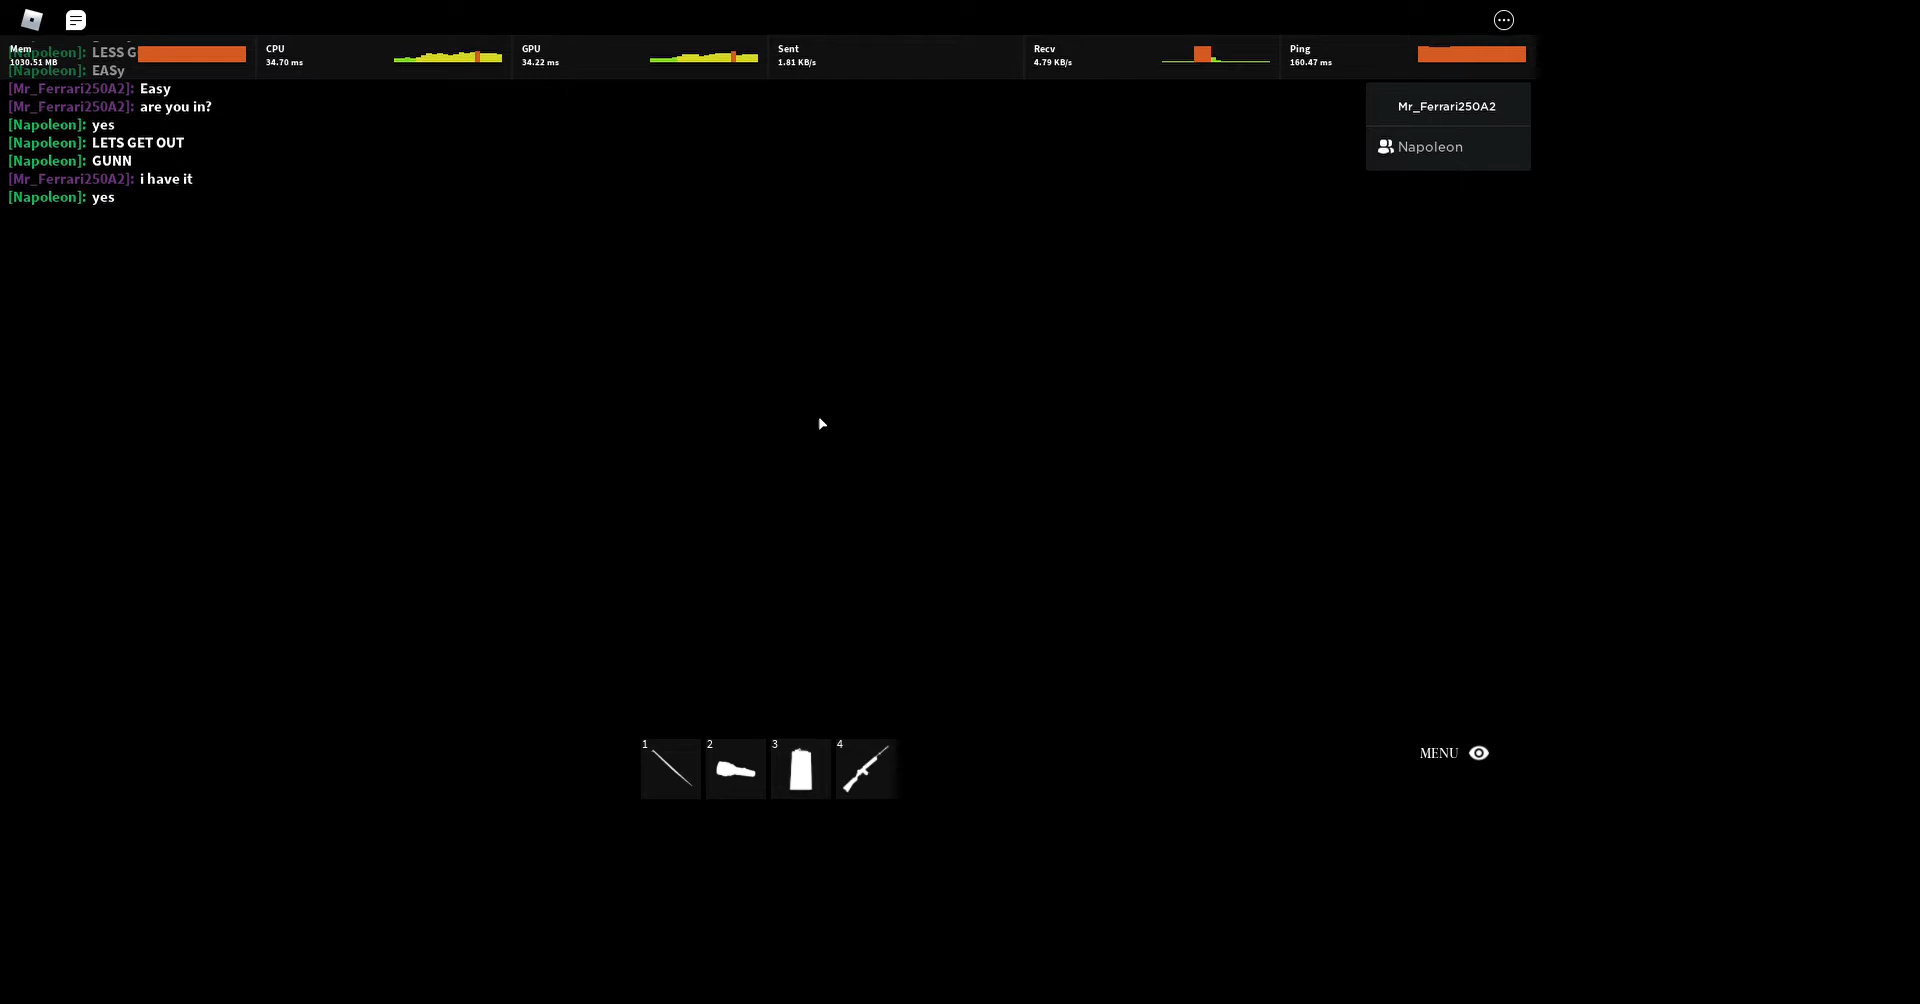 Mem
1030.51 MB
CPU
34.70 ms
GPU
34.22 ms
Sent
1.81 KB/s
Recv
4.79 KB/s
Ping
160.47 ms
[Napoleon]: LESS G
[Napoleon]: EASy
[Mr_Ferrari250A2]: Easy
[Mr_Ferrari250A2]: are you in?
[Napoleon]: yes
[Napoleon]: LETS GET OUT
[Napoleon]: GUNN
[Mr_Ferrari250A2]: i have it
[Napoleon]: yes
Mr_Ferrari250A2
Napoleon
1
2
3
4
MENU